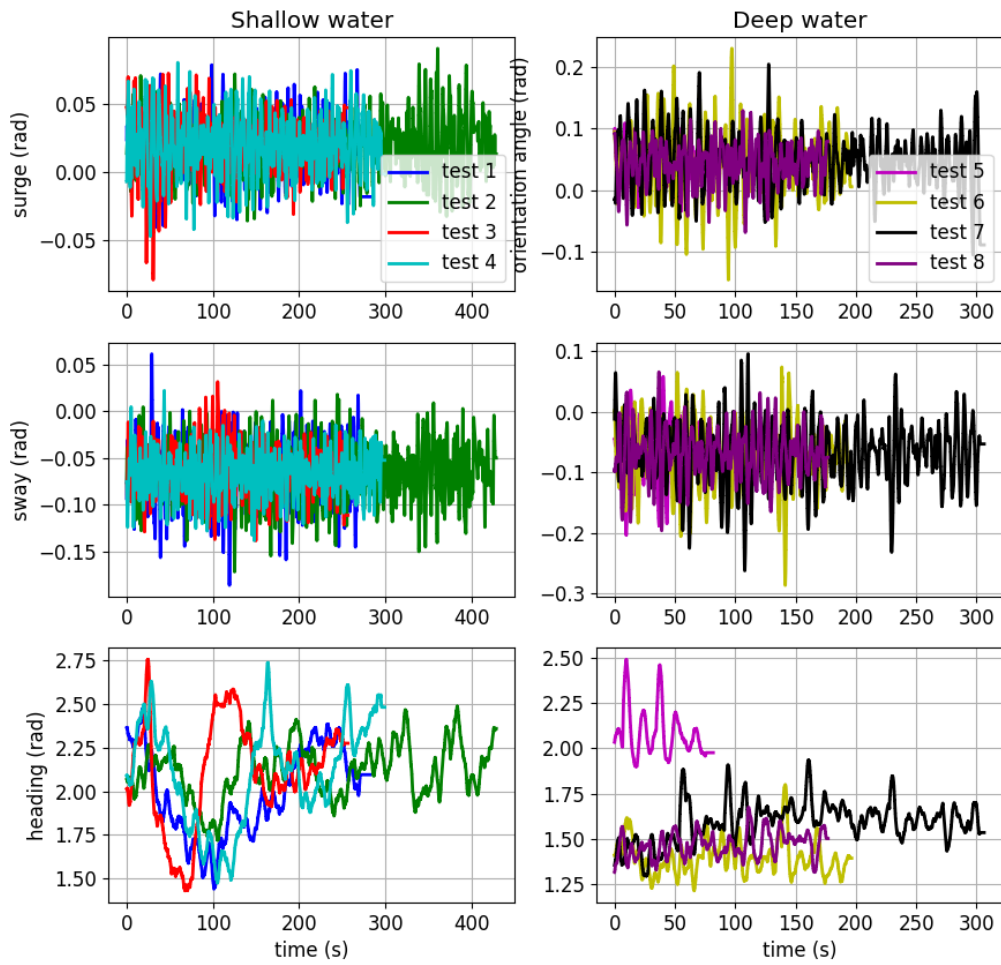 Shallow water
Deep water
surge (rad)
0.05
0.00
−0.05
0 100 200 300 400
test 1
test 2
test 3
test 4
orientation angle (rad)
0.2
0.1
0.0
−0.1
0 50 100 150 200 250 300
test 5
test 6
test 7
test 8
sway (rad)
0.05
0.00
−0.05
−0.10
−0.15
0 100 200 300 400
0.1
0.0
−0.1
−0.2
−0.3
0 50 100 150 200 250 300
heading (rad)
2.75
2.50
2.25
2.00
1.75
1.50
0 100 200 300 400
time (s)
2.50
2.25
2.00
1.75
1.50
1.25
0 50 100 150 200 250 300
time (s)